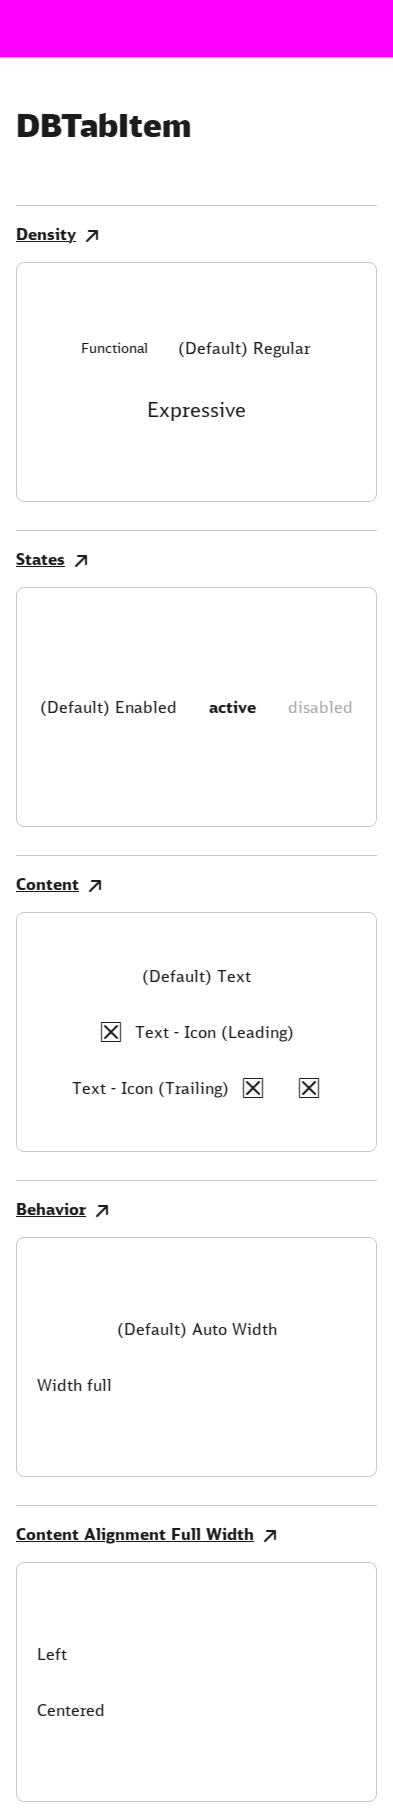 DBTabItem
Density
Functional (Default) Regular
Expressive
States
(Default) Enabled active disabled
Content
(Default) Text
Text - Icon (Leading)
Text - Icon (Trailing)
Behavior
(Default) Auto Width
Width full
Content Alignment Full Width
Left
Centered